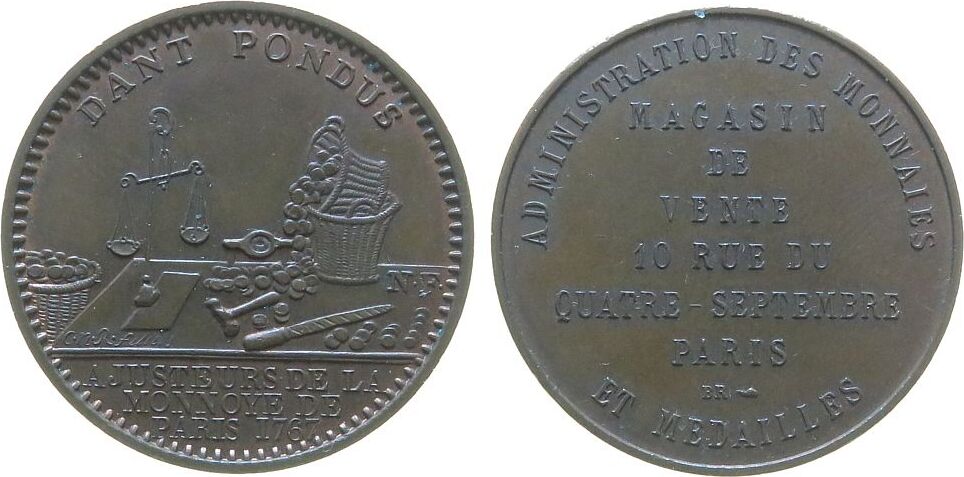 DANT PONDUS
N·F·
AJUSTEURS DE LA
MONNOYE DE
PARIS 1767
ADMINISTRATION DES MONNAIES
MAGASIN
DE
VENTE
10 RUE DU
QUATRE-SEPTEMBRE
PARIS
BR
ET MEDAILLES